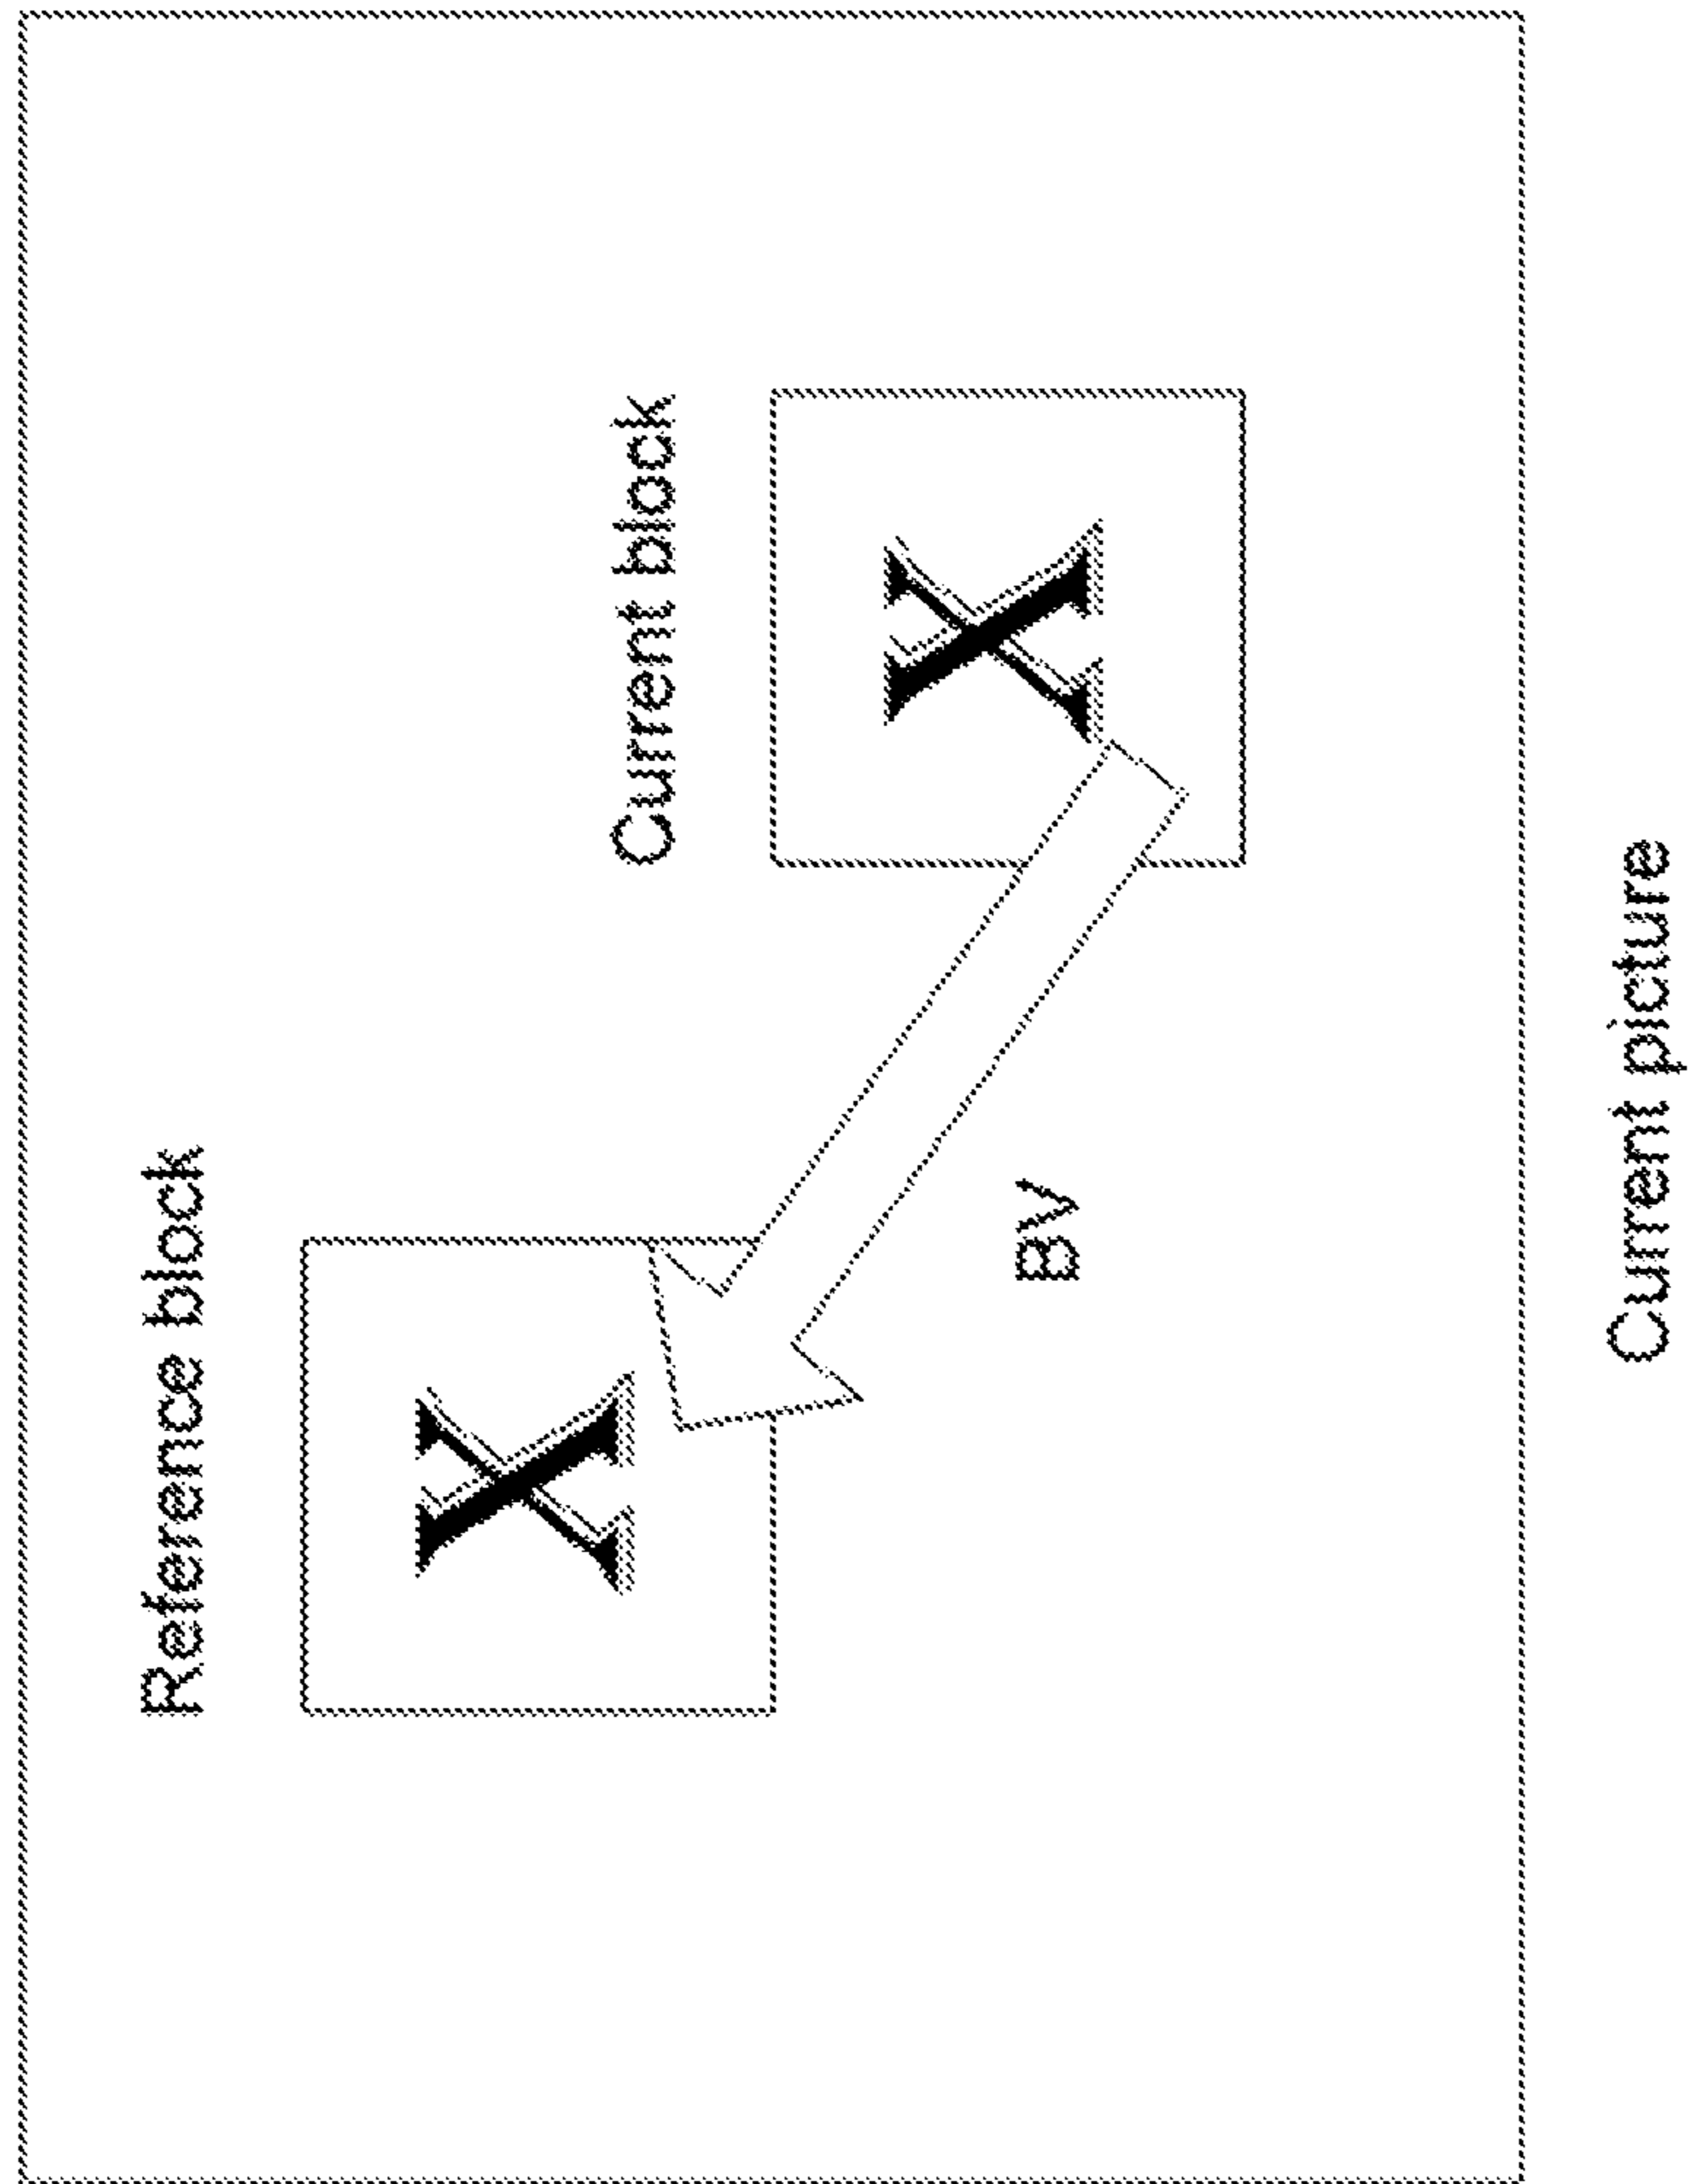 Reference block
X
Current block
X
BV
Current picture